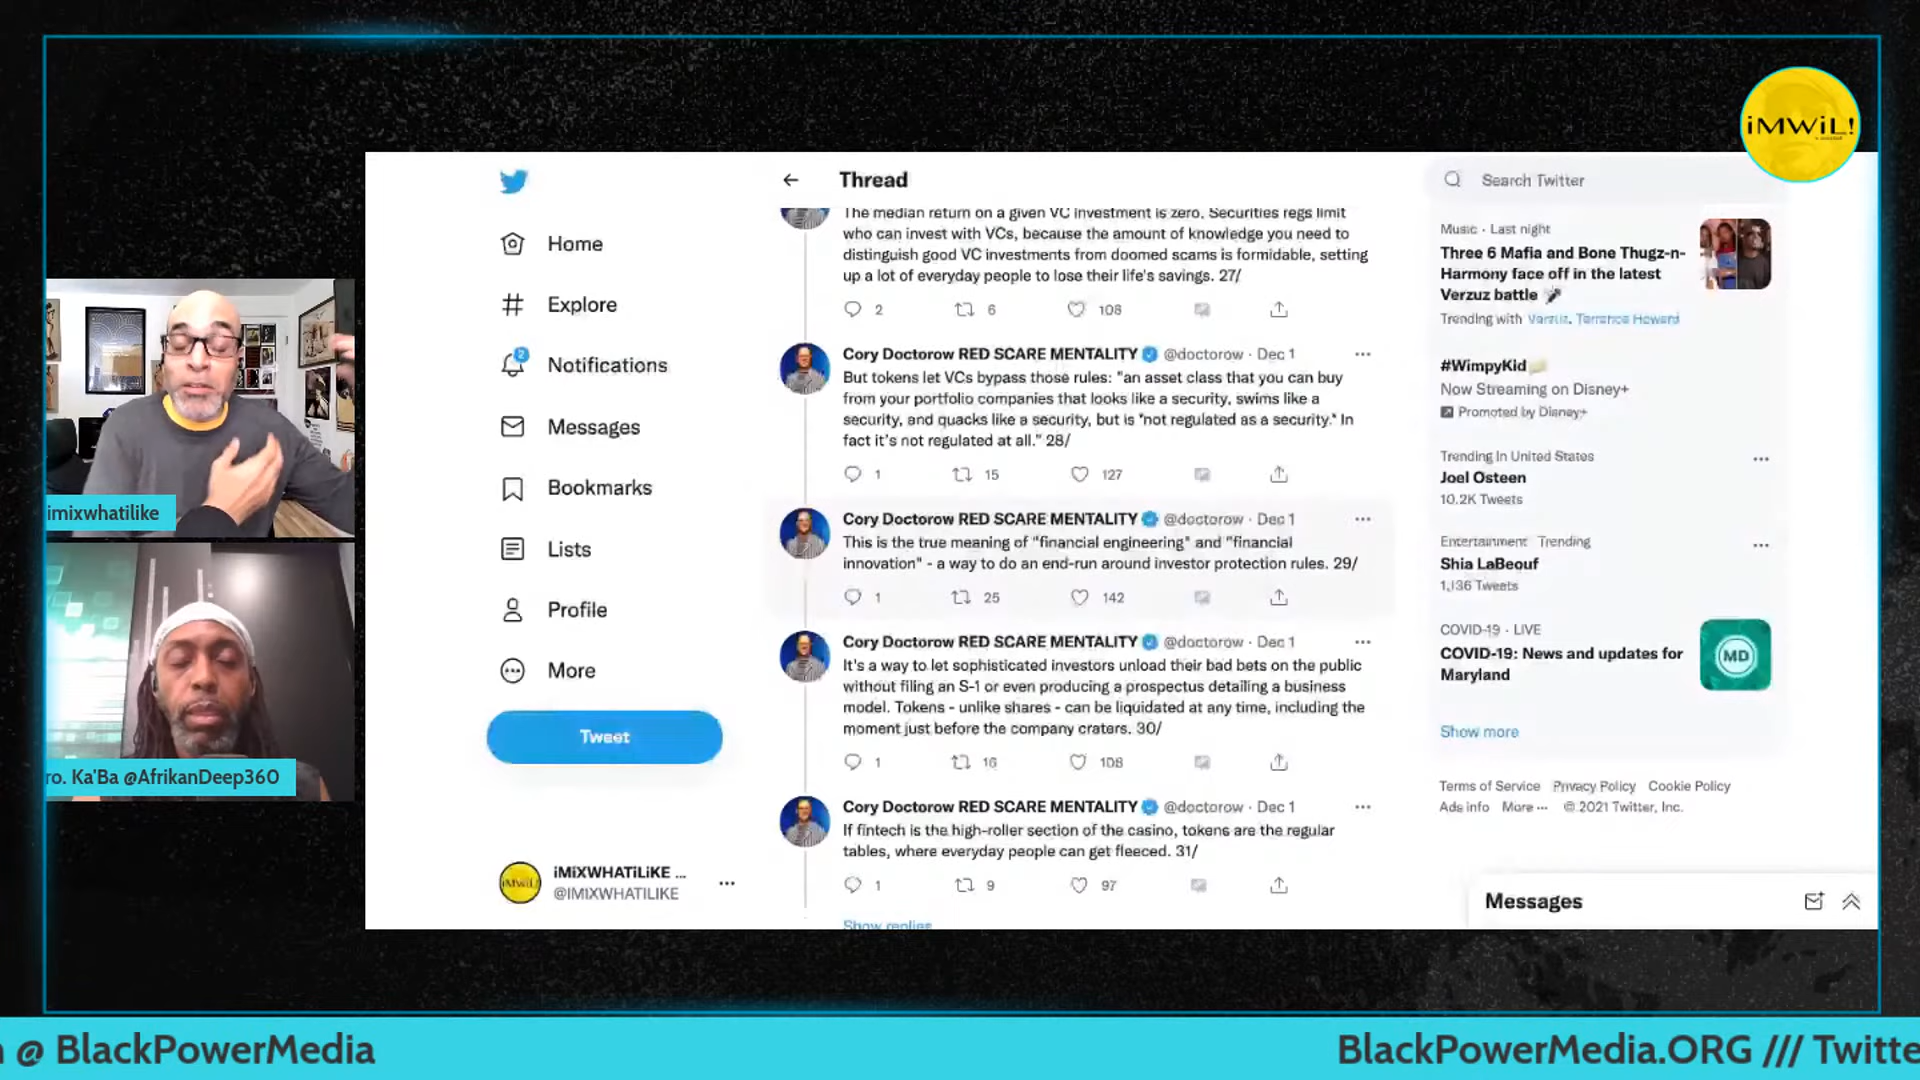 iMWiL!
Thread
Search Twitter
Home
Explore
2
Notifications
Messages
Bookmarks
Lists
Profile
More
Tweet
iMiXWHATiLiKE ...
@IMIXWHATILIKE
The median return on a given VC investment is zero. Securities regs limit
who can invest with VCs, because the amount of knowledge you need to
distinguish good VC investments from doomed scams is formidable, setting
up a lot of everyday people to lose their life's savings. 27/
2 6 108
Cory Doctorow RED SCARE MENTALITY @doctorow · Dec 1
But tokens let VCs bypass those rules: "an asset class that you can buy
from your portfolio companies that looks like a security, swims like a
security, and quacks like a security, but is "not regulated as a security." In
fact it's not regulated at all." 28/
1 15 127
Cory Doctorow RED SCARE MENTALITY @doctorow · Dec 1
This is the true meaning of "financial engineering" and "financial
innovation" - a way to do an end-run around investor protection rules. 29/
1 25 142
Cory Doctorow RED SCARE MENTALITY @doctorow · Dec 1
It's a way to let sophisticated investors unload their bad bets on the public
without filing an S-1 or even producing a prospectus detailing a business
model. Tokens - unlike shares - can be liquidated at any time, including the
moment just before the company craters. 30/
1 16 108
Cory Doctorow RED SCARE MENTALITY @doctorow · Dec 1
If fintech is the high-roller section of the casino, tokens are the regular
tables, where everyday people can get fleeced. 31/
1 9 97
Show replies
Music · Last night
Three 6 Mafia and Bone Thugz-n-
Harmony face off in the latest
Verzuz battle
Trending with Verzuz, Terrence Howard
#WimpyKid
Now Streaming on Disney+
Promoted by Disney+
Trending In United States
Joel Osteen
10.2K Tweets
Entertainment Trending
Shia LaBeouf
1,136 Tweets
COVID-19 · LIVE
COVID-19: News and updates for
Maryland
MD
Show more
Terms of Service Privacy Policy Cookie Policy
Ads info More ··· © 2021 Twitter, Inc.
Messages
imixwhatilike
ro. Ka'Ba @AfrikanDeep360
@ BlackPowerMedia
BlackPowerMedia.ORG /// Twitte